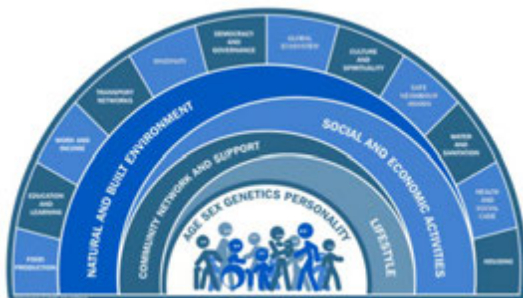 FOOD
PRODUCTION
EDUCATION
AND
LEARNING
WORK AND
INCOME
TRANSPORT
NETWORKS
DIVERSITY
DEMOCRACY
AND
GOVERNANCE
GLOBAL
ECOSYSTEM
CULTURE
AND
SPIRITUALITY
SAFE
WATER
AND
SANITATION
HEALTH
AND
SOCIAL
CARE
HOUSING
NATURAL AND BUILT ENVIRONMENT
SOCIAL AND ECONOMIC ACTIVITIES
COMMUNITY NETWORK AND SUPPORT
LIFESTYLE
AGE SEX GENETICS PERSONALITY